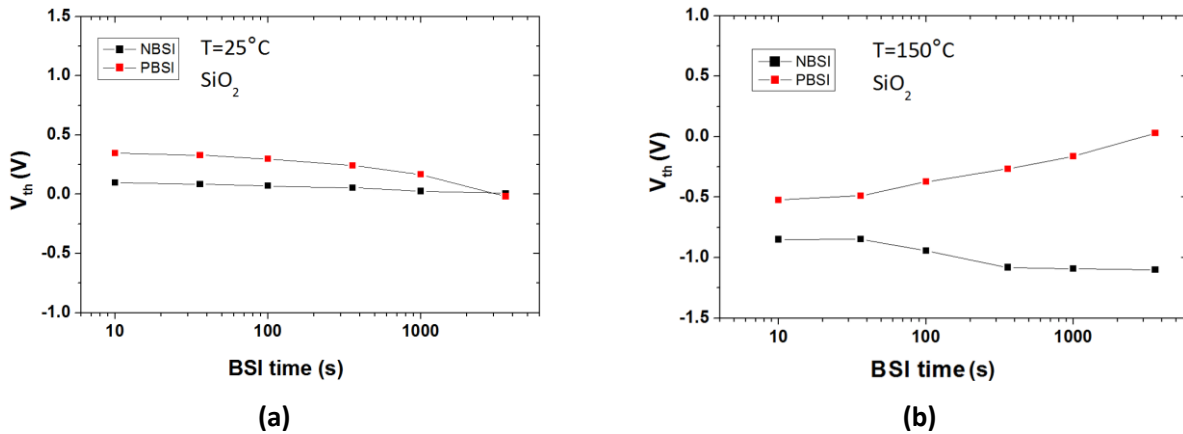 1.5
1.0
0.5
0.0
-0.5
-1.0
V_th (V)
NBSI
PBSI
T=25°C
SiO₂
10
100
1000
BSI time (s)
(a)
1.0
0.5
0.0
-0.5
-1.0
-1.5
V_th (V)
NBSI
PBSI
T=150°C
SiO₂
10
100
1000
BSI time (s)
(b)